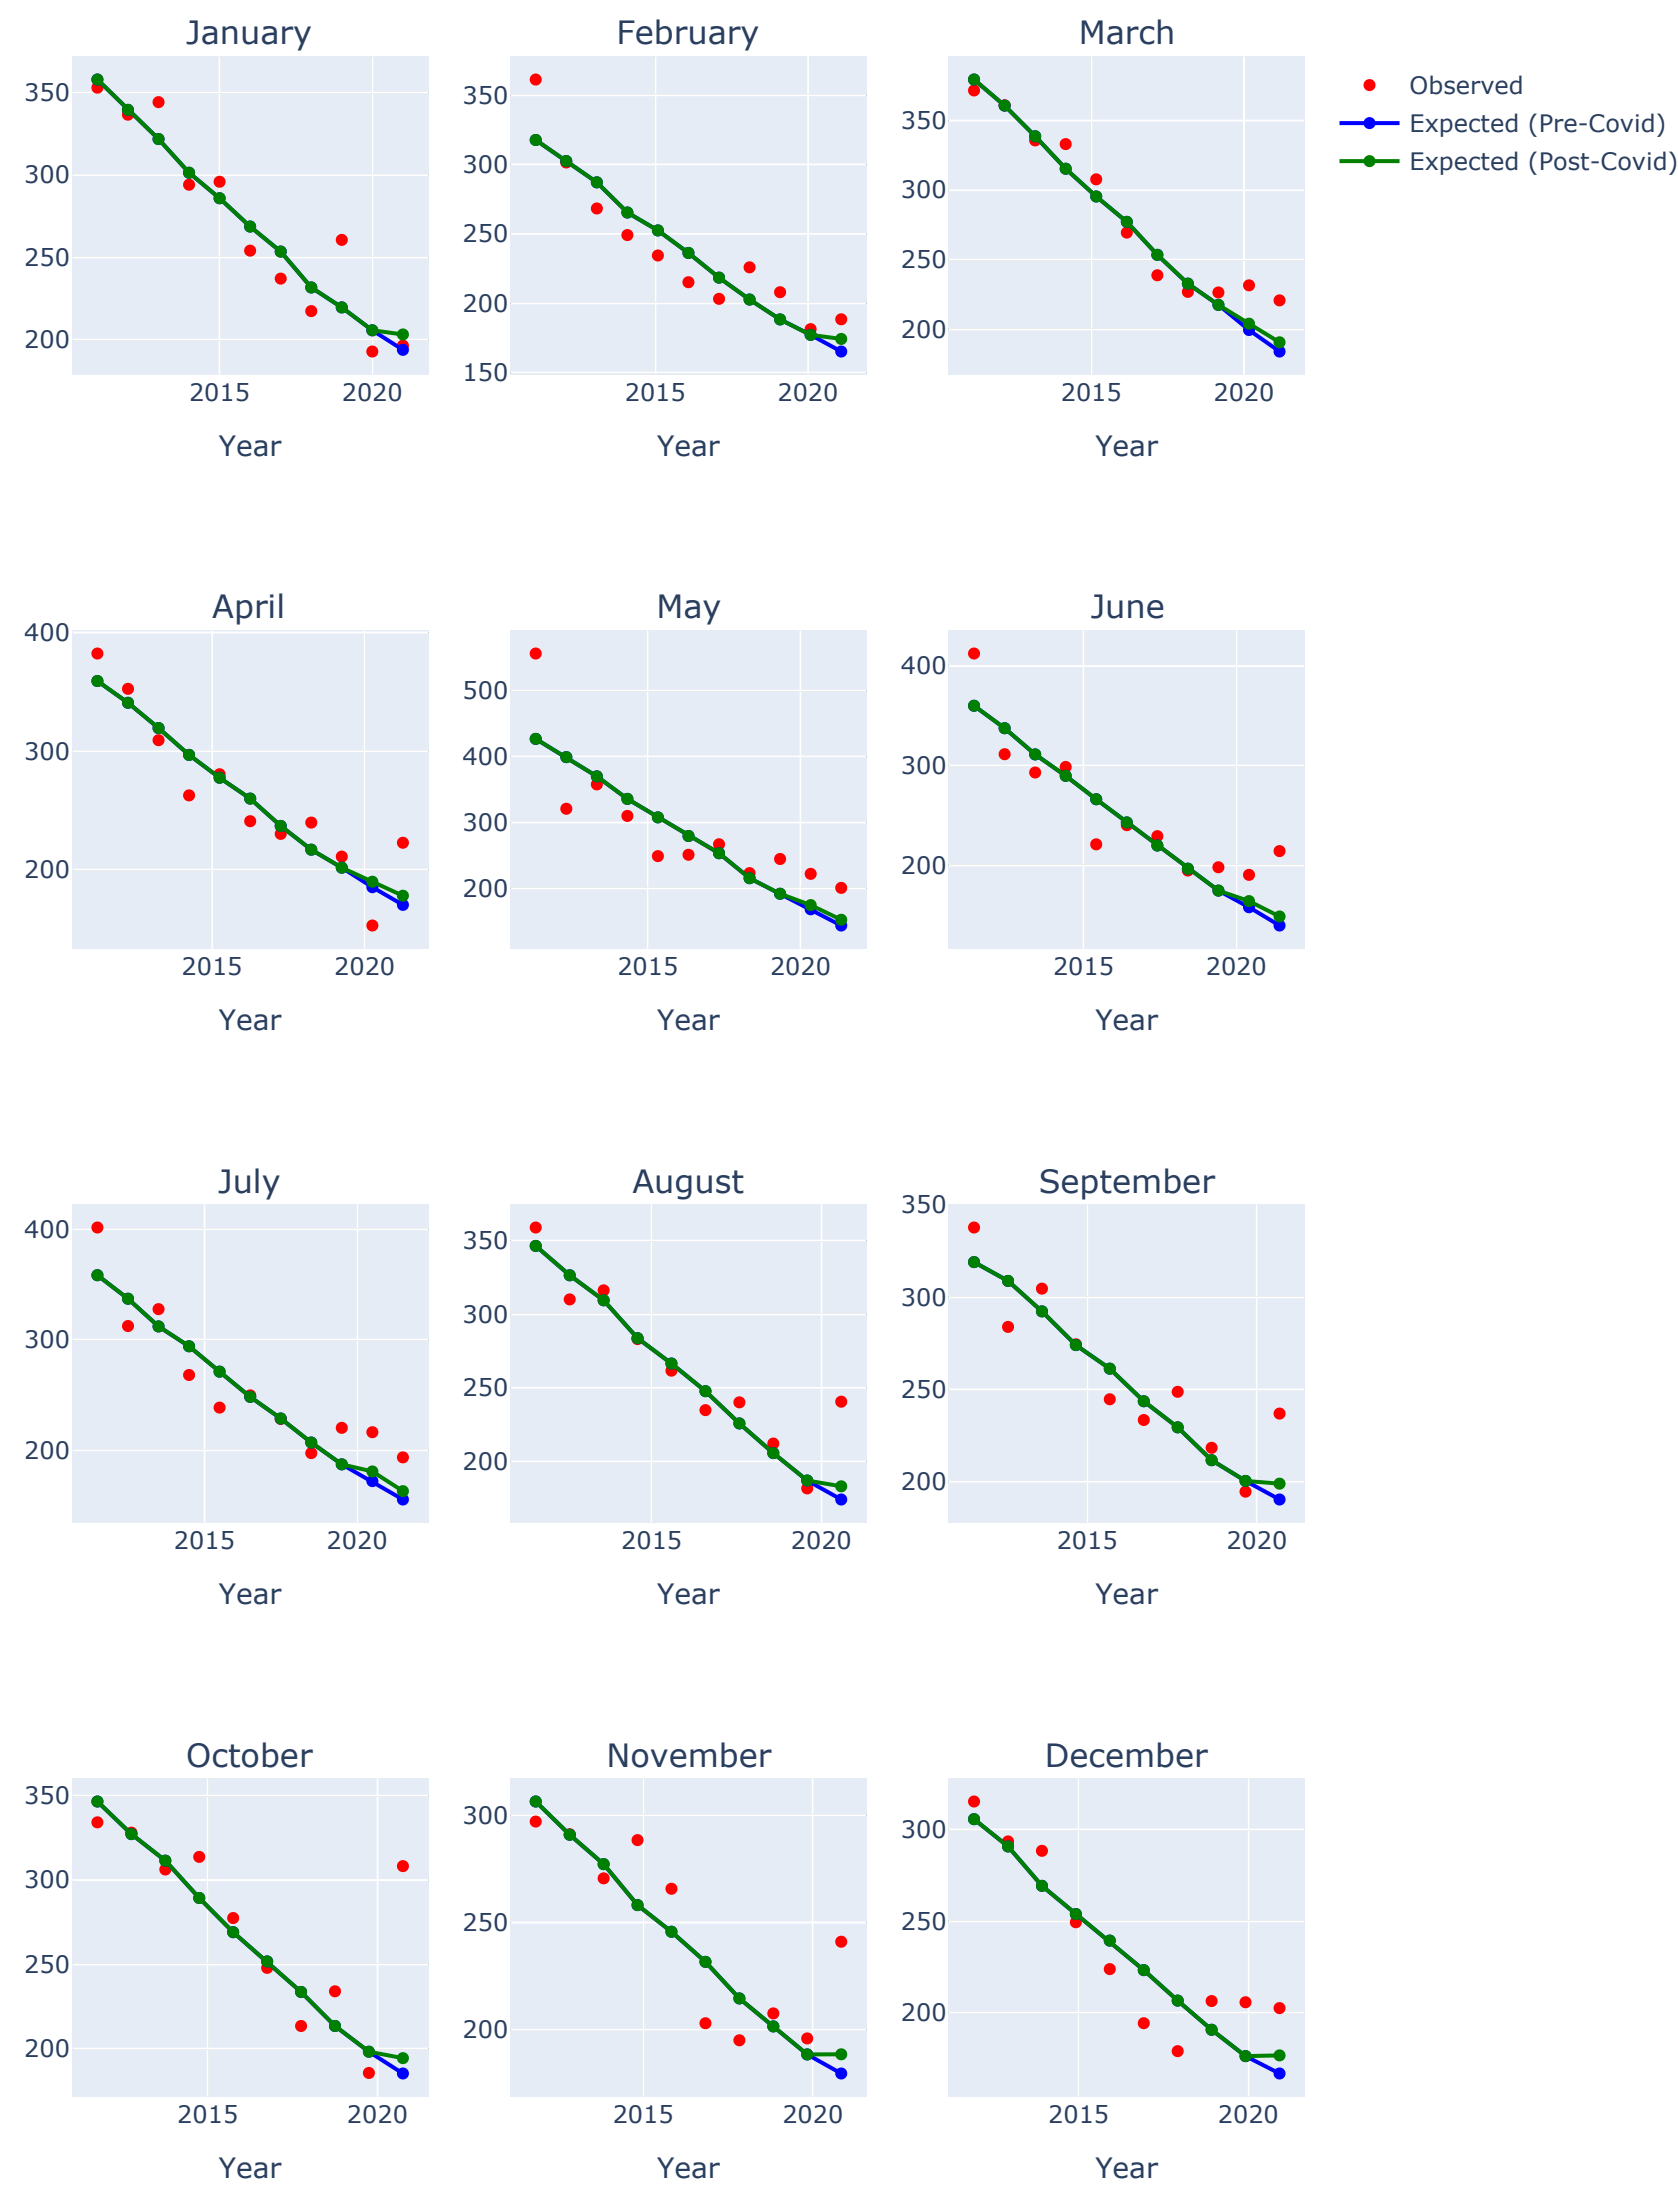 January
February
March
350
300
250
200
2015
2020
Year
350
300
250
200
150
2015
2020
Year
350
300
250
200
2015
2020
Year
Observed
Expected (Pre-Covid)
Expected (Post-Covid)
April
May
June
400
300
200
2015
2020
Year
500
400
300
200
2015
2020
Year
400
300
200
2015
2020
Year
July
August
September
400
300
200
2015
2020
Year
350
300
250
200
2015
2020
Year
350
300
250
200
2015
2020
Year
October
November
December
350
300
250
200
2015
2020
Year
300
250
200
2015
2020
Year
300
250
200
2015
2020
Year